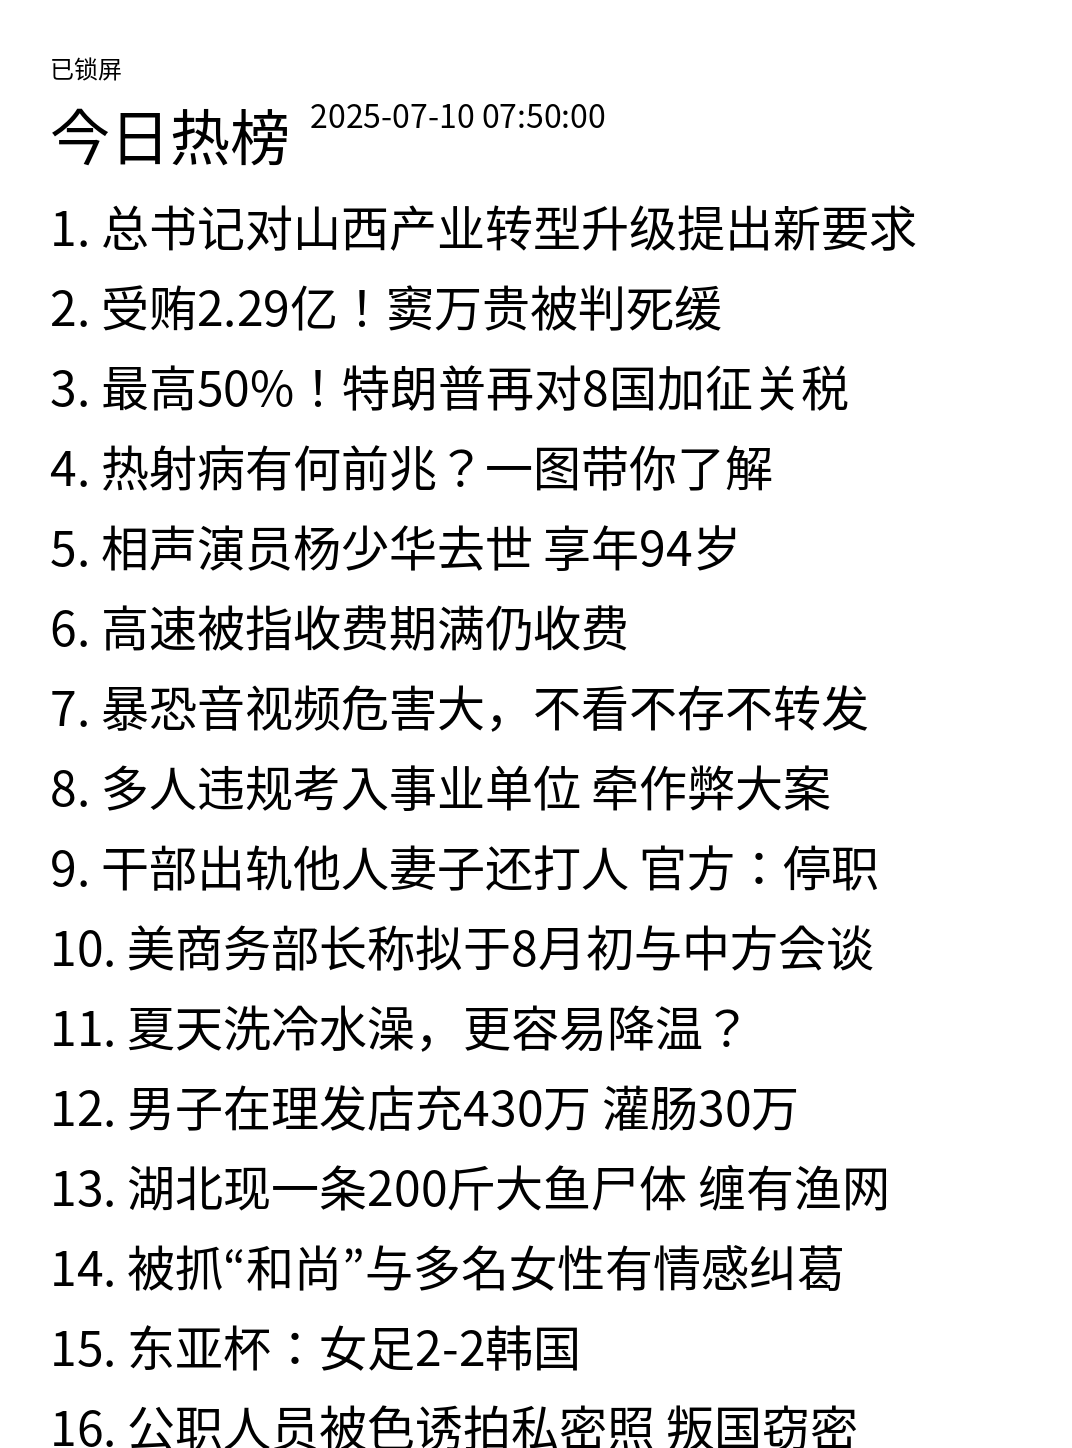 已锁屏
今日热榜 2025-07-10 07:50:00
1. 总书记对山西产业转型升级提出新要求
2. 受贿2.29亿！窦万贵被判死缓
3. 最高50%！特朗普再对8国加征关税
4. 热射病有何前兆？一图带你了解
5. 相声演员杨少华去世 享年94岁
6. 高速被指收费期满仍收费
7. 暴恐音视频危害大，不看不存不转发
8. 多人违规考入事业单位 牵作弊大案
9. 干部出轨他人妻子还打人 官方：停职
10. 美商务部长称拟于8月初与中方会谈
11. 夏天洗冷水澡，更容易降温？
12. 男子在理发店充430万 灌肠30万
13. 湖北现一条200斤大鱼尸体 缠有渔网
14. 被抓“和尚”与多名女性有情感纠葛
15. 东亚杯：女足2-2韩国
16. 公职人员被色诱拍私密照 叛国窃密